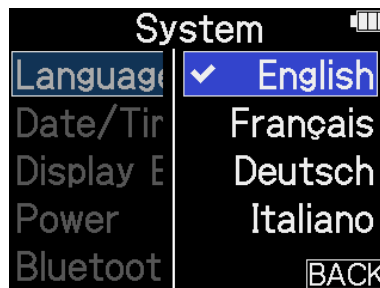 System
Language
English
Date/Tir
Français
Display E
Deutsch
Power
Italiano
Bluetoot
BACK